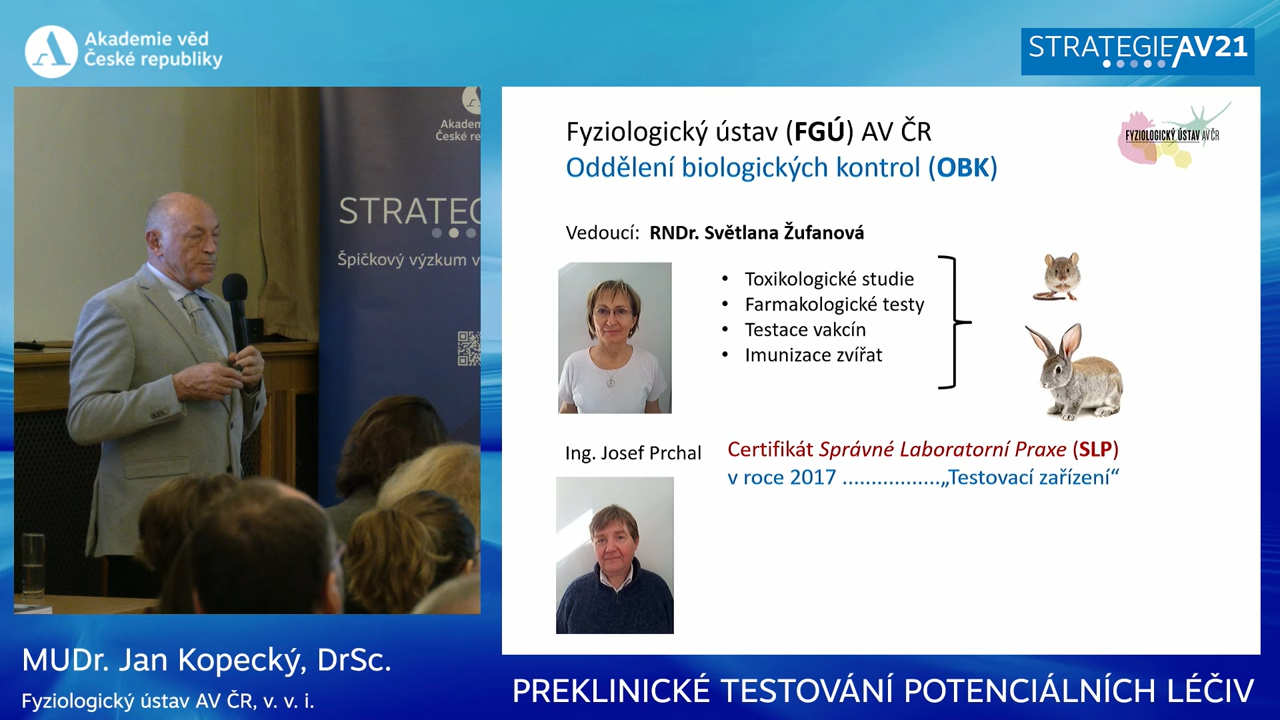 Akademie věd
České republiky
STRATEGIE AV21
Akadem
České re
STRATEG
Špičkový výzkum v
Fyziologický ústav (FGÚ) AV ČR
Oddělení biologických kontrol (OBK)
FYZIOLOGICKÝ ÚSTAV AV ČR
Vedoucí: RNDr. Světlana Žufanová
• Toxikologické studie
• Farmakologické testy
• Testace vakcín
• Imunizace zvířat
Ing. Josef Prchal
Certifikát Správné Laboratorní Praxe (SLP)
v roce 2017 .................„Testovací zařízení“
MUDr. Jan Kopecký, DrSc.
Fyziologický ústav AV ČR, v. v. i.
PREKLINICKÉ TESTOVÁNÍ POTENCIÁLNÍCH LÉČIV